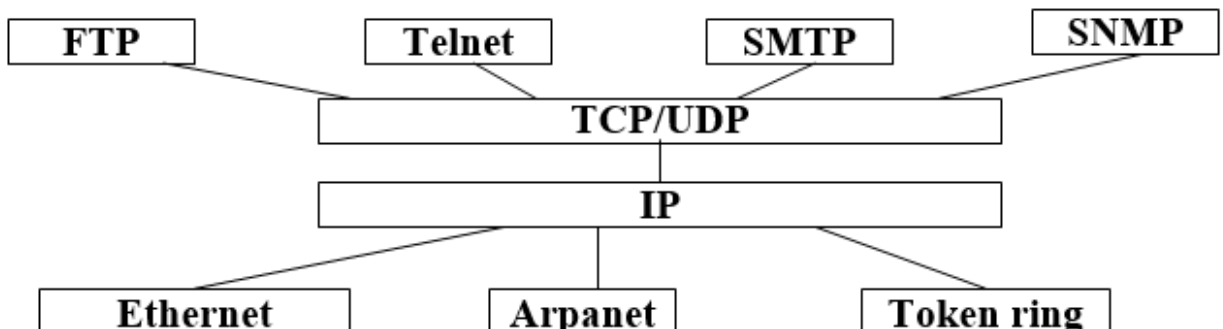 FTP
Telnet
SMTP
SNMP
TCP/UDP
IP
Ethernet
Arpanet
Token ring